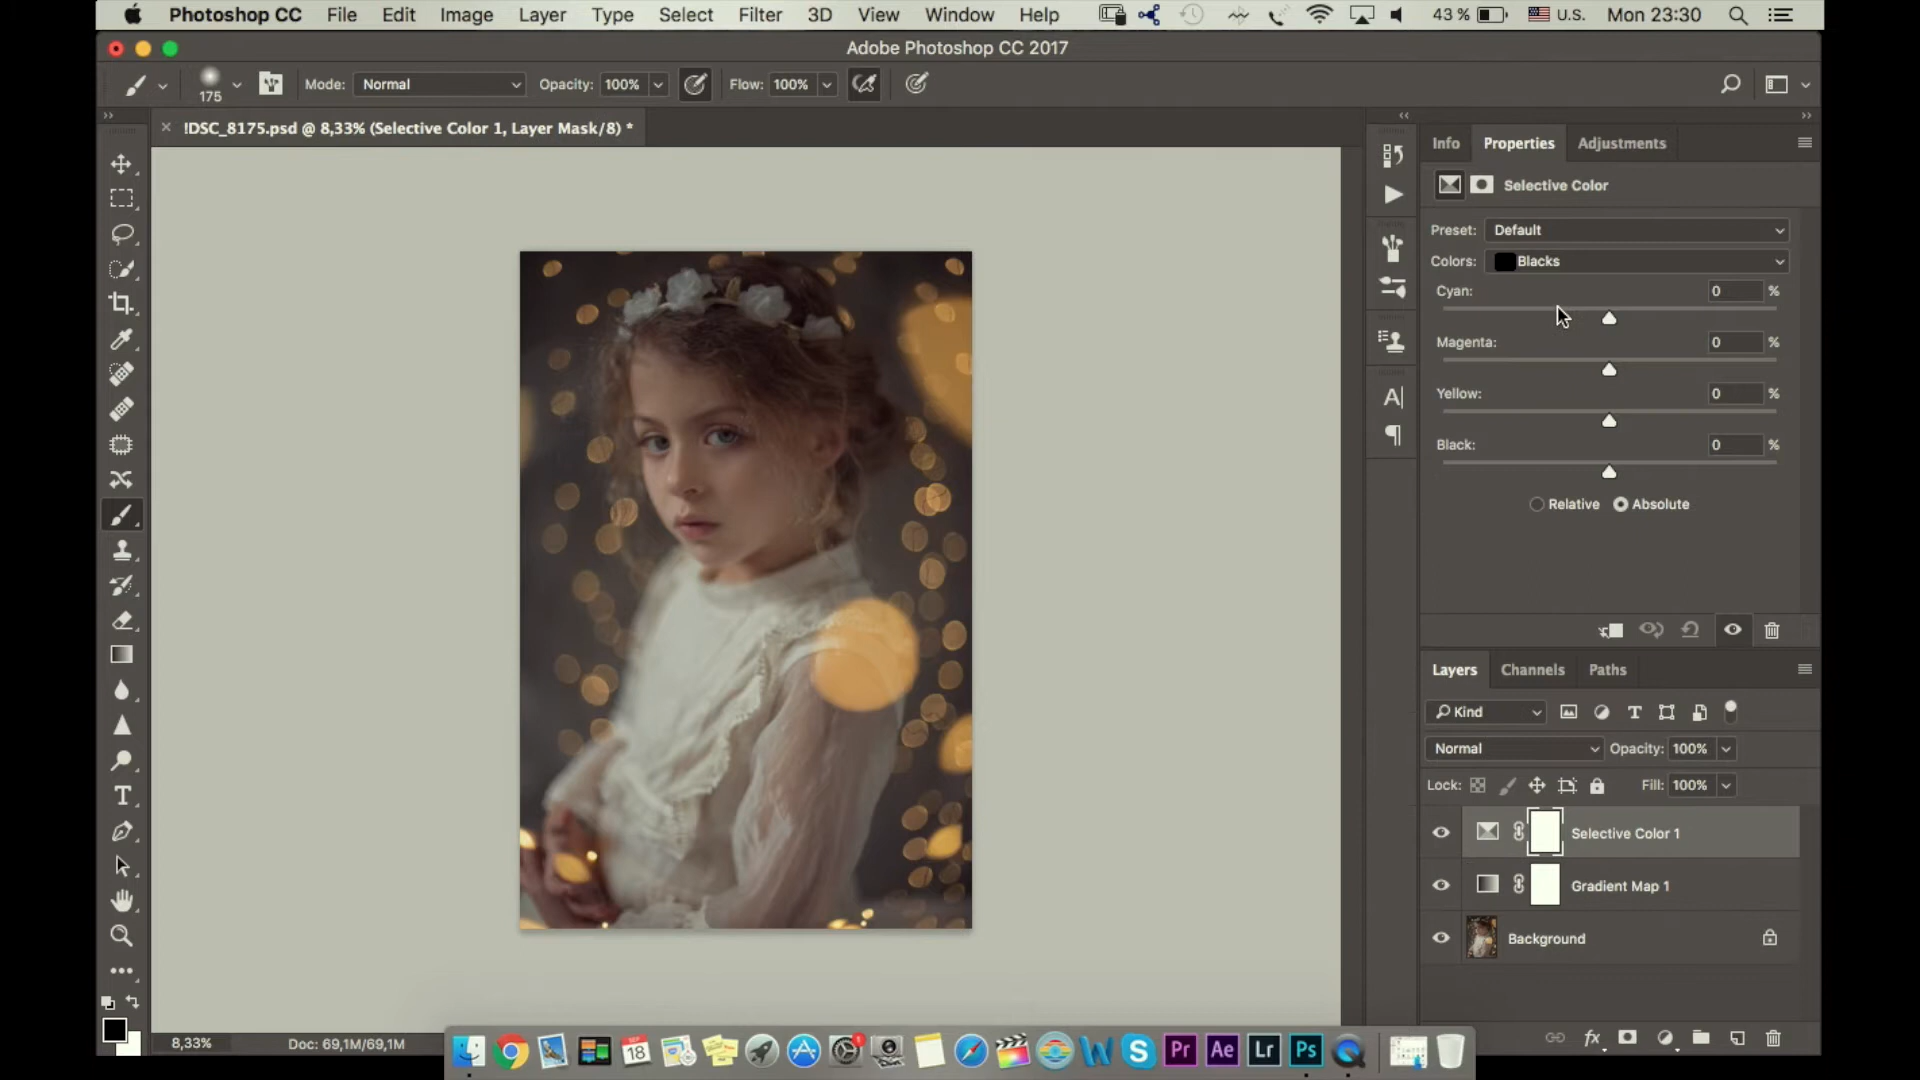 Photoshop CC File Edit Image Layer Type Select Filter 3D View Window Help 43 % U.S. Mon 23:30
Adobe Photoshop CC 2017
175 Mode: Normal Opacity: 100% Flow: 100%
!DSC_8175.psd @ 8,33% (Selective Color 1, Layer Mask/8) *
Info Properties Adjustments
Selective Color
Preset: Default
Colors: Blacks
Cyan: 0 %
Magenta: 0 %
Yellow: 0 %
Black: 0 %
Relative Absolute
Layers Channels Paths
Kind
Normal Opacity: 100%
Lock: Fill: 100%
Selective Color 1
Gradient Map 1
Background
fx
8,33% Doc: 69,1M/69,1M
18 Pr Ae Lr Ps